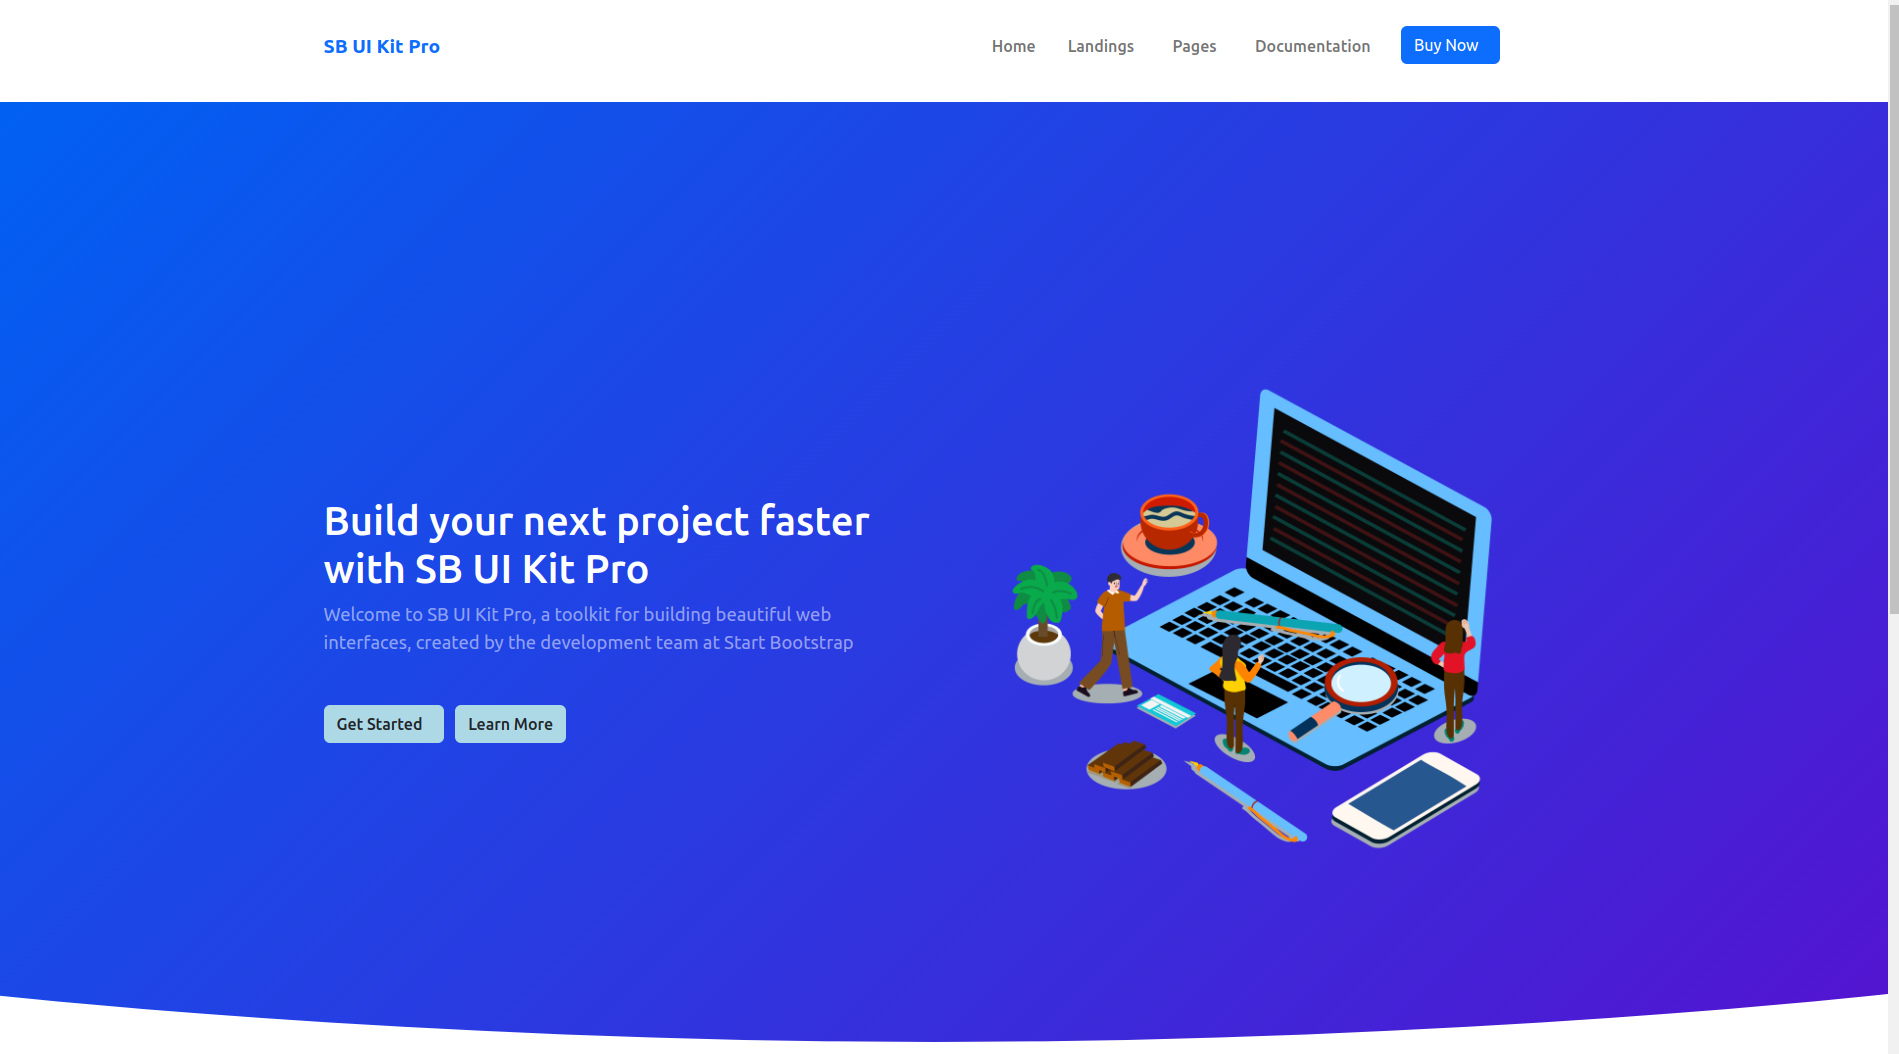 SB UI Kit Pro
Home
Landings
Pages
Documentation
Buy Now
Build your next project faster
with SB UI Kit Pro
Welcome to SB UI Kit Pro, a toolkit for building beautiful web
interfaces, created by the development team at Start Bootstrap
Get Started
Learn More